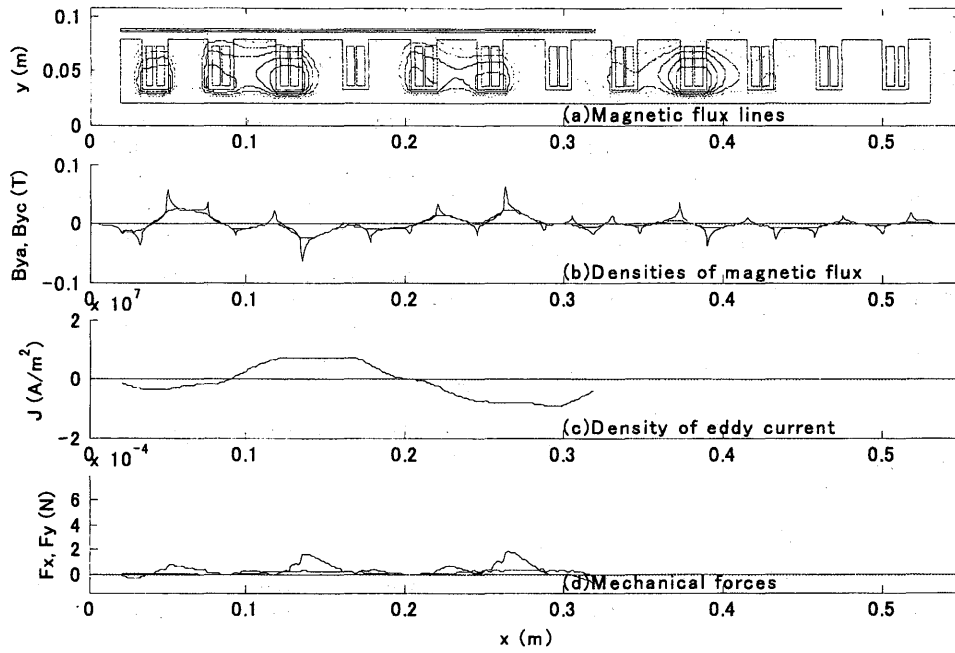 0.1
0.05
0
y (m)
(a)Magnetic flux lines
0 0.1 0.2 0.3 0.4 0.5
0.1
0
-0.1
Bya, Byc (T)
(b)Densities of magnetic flux
0 0.1 0.2 0.3 0.4 0.5
x 10^7
2
0
-2
J (A/m^2)
(c)Density of eddy current
0 0.1 0.2 0.3 0.4 0.5
x 10^-4
6
4
2
0
Fx, Fy (N)
(d)Mechanical forces
0 0.1 0.2 0.3 0.4 0.5
x (m)